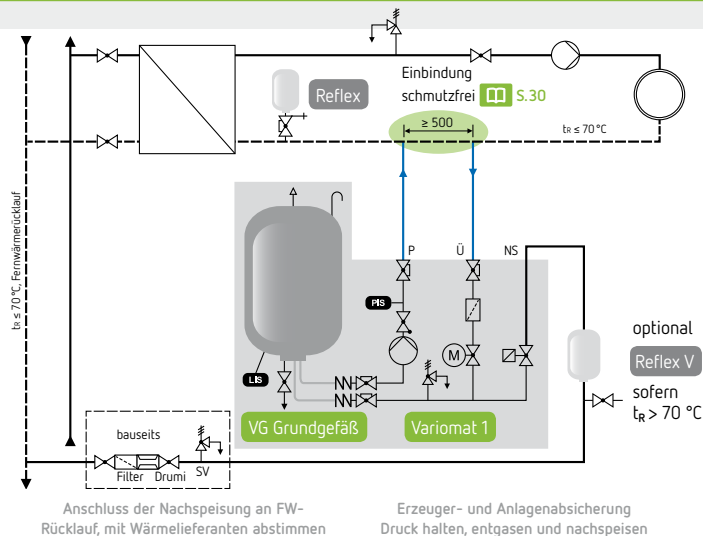 Reflex
Einbindung
schmutzfrei S.30
≥ 500
tR ≤ 70 °C
tR ≤ 70 °C, Fernwärmerücklauf
P
Ü
NS
PIS
M
LIS
optional
Reflex V
sofern
tR > 70 °C
VG Grundgefäß
Variomat 1
bauseits
SV
Filter Drumi
Anschluss der Nachspeisung an FW-
Rücklauf, mit Wärmelieferanten abstimmen
Erzeuger- und Anlagenabsicherung
Druck halten, entgasen und nachspeisen